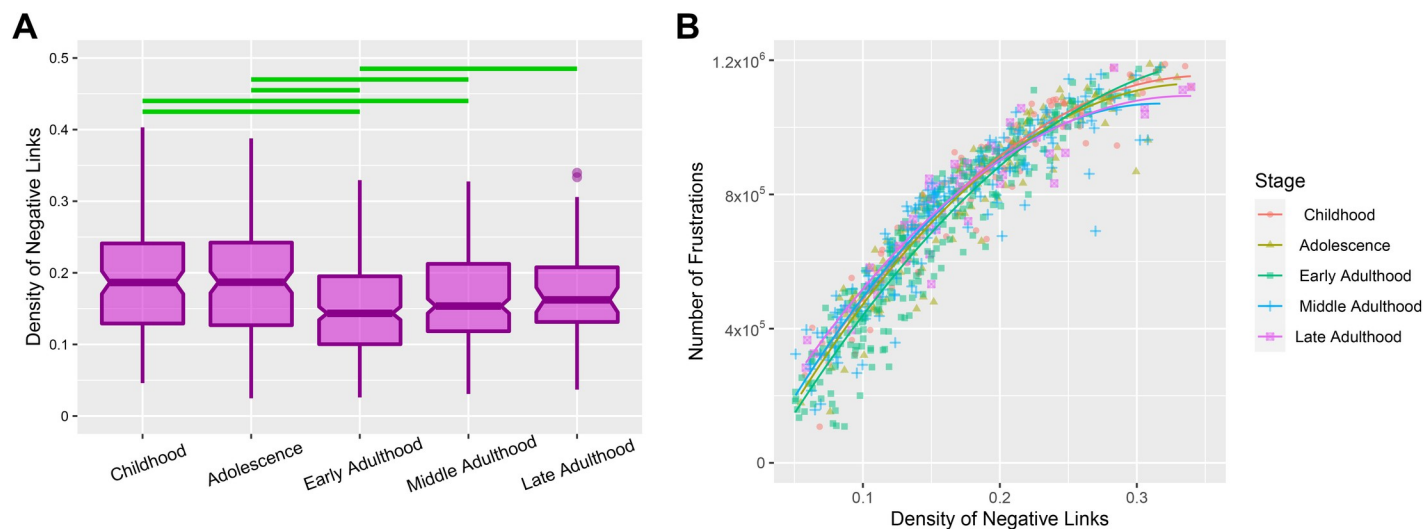 A
Density of Negative Links
0.5
0.4
0.3
0.2
0.1
0
Childhood
Adolescence
Early Adulthood
Middle Adulthood
Late Adulthood
B
Number of Frustrations
1.2x10⁶
8x10⁵
4x10⁵
0
0.1
0.2
0.3
Density of Negative Links
Stage
Childhood
Adolescence
Early Adulthood
Middle Adulthood
Late Adulthood